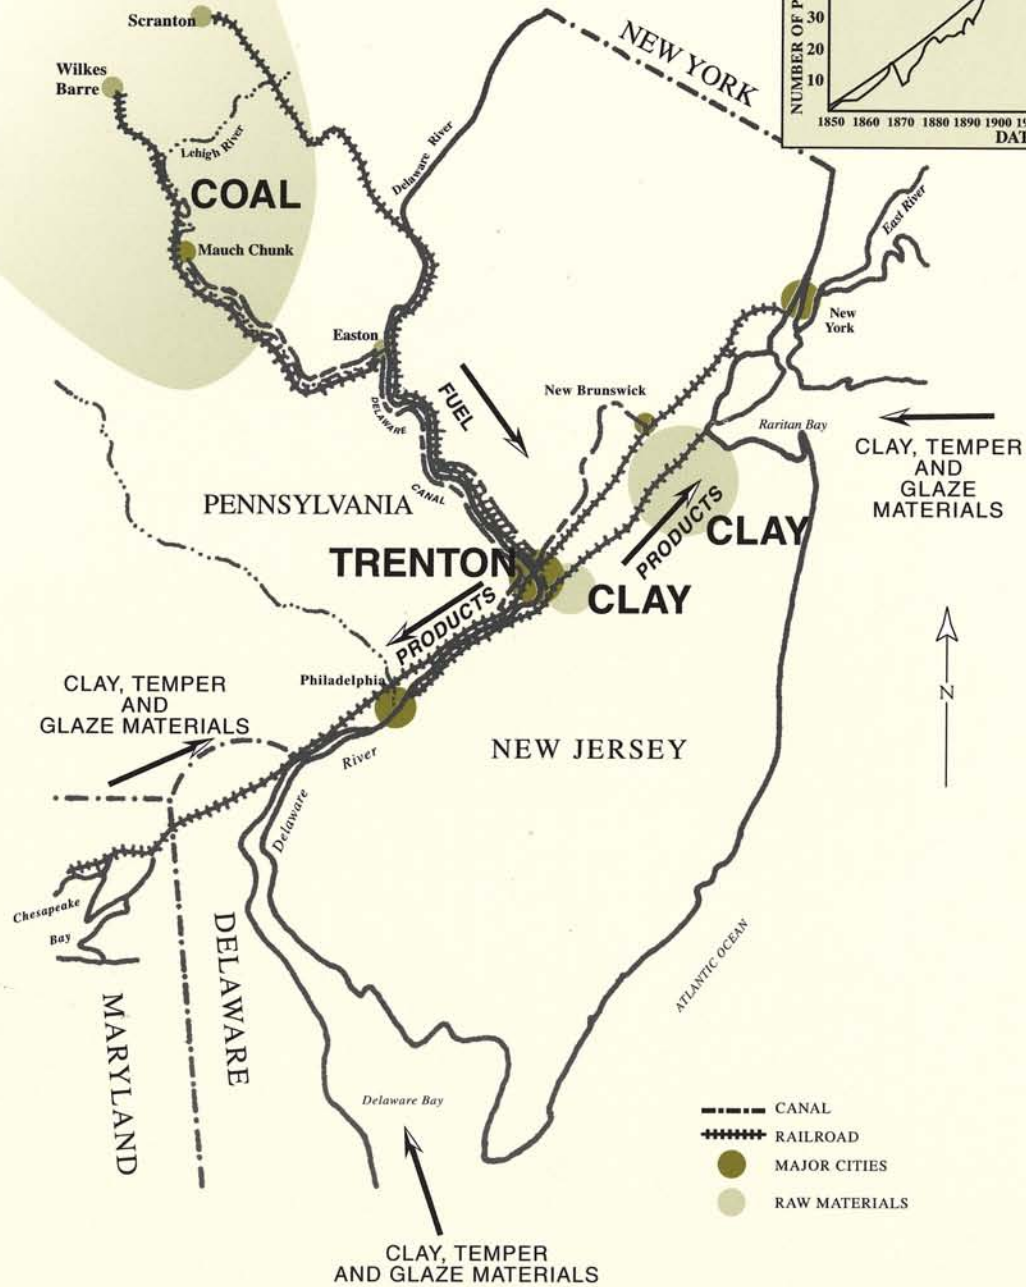 Scranton
Wilkes
Barre
Lehigh River
COAL
Mauch Chunk
Delaware River
NEW YORK
30
20
10
1850 1860 1870 1880 1890 1900
East River
New
York
Easton
DELAWARE
CANAL
FUEL
New Brunswick
Raritan Bay
CLAY, TEMPER
AND
GLAZE
MATERIALS
PENNSYLVANIA
PRODUCTS
CLAY
TRENTON
CLAY
PRODUCTS
Philadelphia
CLAY, TEMPER
AND
GLAZE MATERIALS
N
NEW JERSEY
River
Delaware
Chesapeake
Bay
DELAWARE
MARYLAND
ATLANTIC OCEAN
Delaware Bay
CANAL
RAILROAD
MAJOR CITIES
RAW MATERIALS
CLAY, TEMPER
AND GLAZE MATERIALS
NUMBER OF